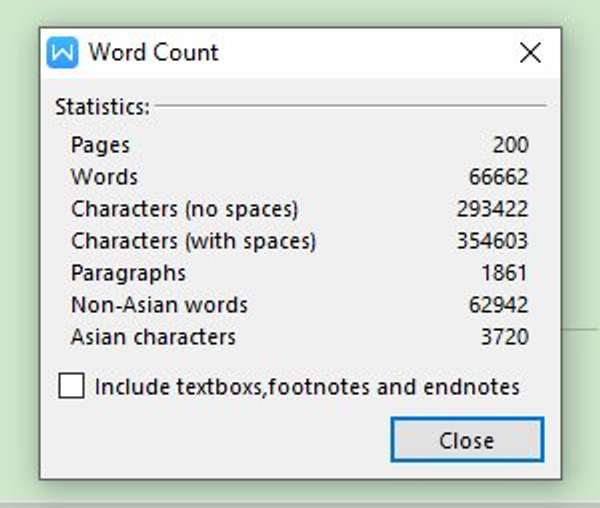 Word Count
Statistics:
Pages 200
Words 66662
Characters (no spaces) 293422
Characters (with spaces) 354603
Paragraphs 1861
Non-Asian words 62942
Asian characters 3720
Include textboxs,footnotes and endnotes
Close